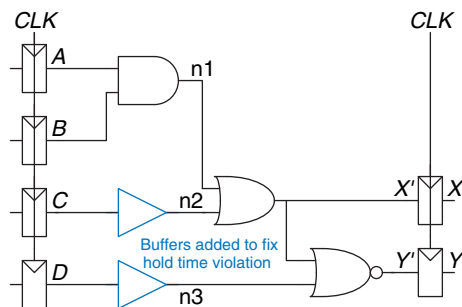 CLK
CLK
A
n1
B
C
n2
X'
X
Buffers added to fix
hold time violation
D
n3
Y'
Y